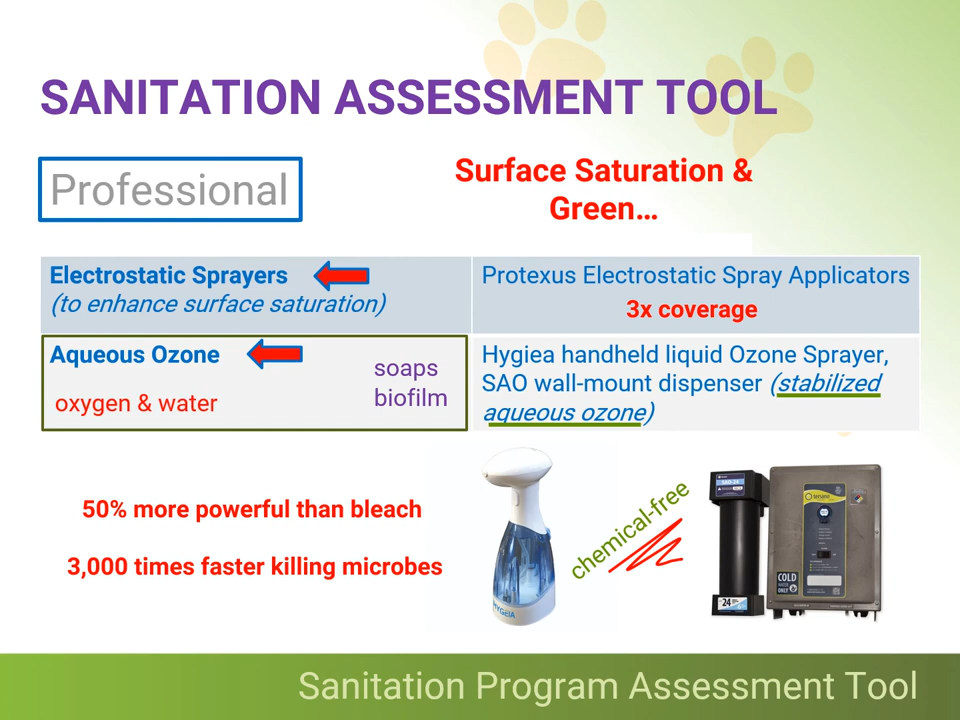 SANITATION ASSESSMENT TOOL
Professional
Surface Saturation &
Green...
Electrostatic Sprayers
(to enhance surface saturation)
Protexus Electrostatic Spray Applicators
3x coverage
Aqueous Ozone
oxygen & water
soaps
biofilm
Hygiea handheld liquid Ozone Sprayer,
SAO wall-mount dispenser (stabilized
aqueous ozone)
50% more powerful than bleach
3,000 times faster killing microbes
HYGEIA
chemical-free
SAO-24
24
COLD
WATER
ONLY
Sanitation Program Assessment Tool